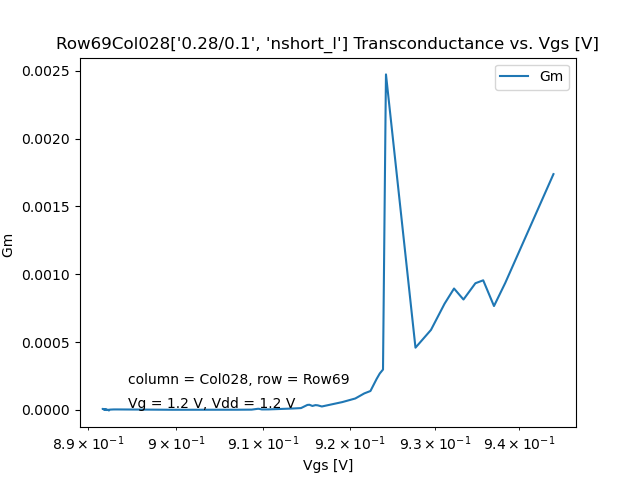 Row69Col028['0.28/0.1', 'nshort_l'] Transconductance vs. Vgs [V]
Gm
0.0025
0.0020
0.0015
0.0010
0.0005
0.0000
Gm
column = Col028, row = Row69
Vg = 1.2 V, Vdd = 1.2 V
8.9 × 10⁻¹ 9 × 10⁻¹ 9.1 × 10⁻¹ 9.2 × 10⁻¹ 9.3 × 10⁻¹ 9.4 × 10⁻¹
Vgs [V]